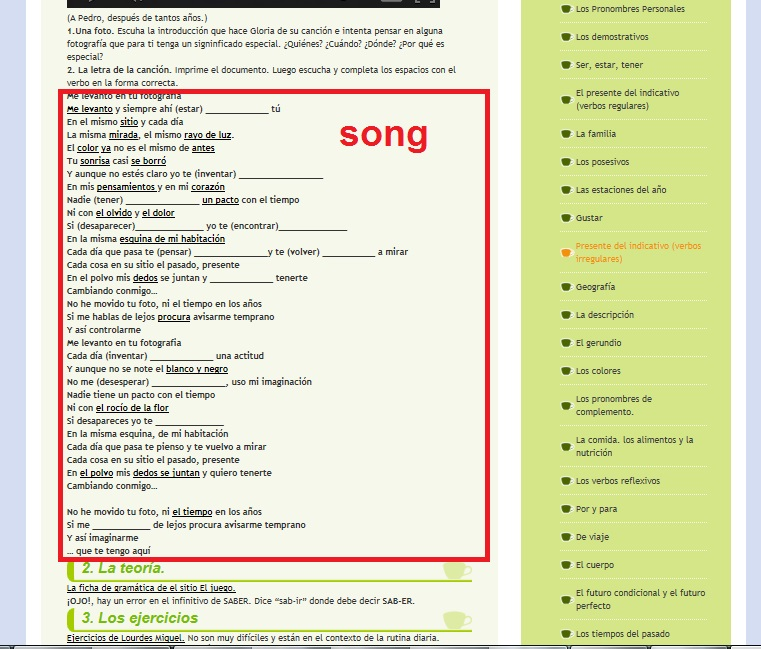 (A Pedro, después de tantos años.)
1.Una foto. Escuha la introducción que hace Gloria de su canción e intenta pensar en alguna
fotografía que para ti tenga un signinficado especial. ¿Quiénes? ¿Cuándo? ¿Dónde? ¿Por qué es
especial?
2. La letra de la canción. Imprime el documento. Luego escucha y completa los espacios con el
verbo en la forma correcta.
Me levanto en tu fotografía
Me levanto y siempre ahí (estar) _____________ tú
En el mismo sitio y cada día
La misma mirada, el mismo rayo de luz.
El color ya no es el mismo de antes
Tu sonrisa casi se borró
Y aunque no estés claro yo te (inventar) _________________
En mis pensamientos y en mi corazón
Nadie (tener) _______________ un pacto con el tiempo
Ni con el olvido y el dolor
Si (desaparecer)______________ yo te (encontrar)______________
En la misma esquina de mi habitación
Cada día que pasa te (pensar) _______________y te (volver) ___________ a mirar
Cada cosa en su sitio el pasado, presente
En el polvo mis dedos se juntan y _____________ tenerte
Cambiando conmigo...
No he movido tu foto, ni el tiempo en los años
Si me hablas de lejos procura avisarme temprano
Y así controlarme
Me levanto en tu fotografía
Cada día (inventar) _____________ una actitud
Y aunque no se note el blanco y negro
No me (desesperar) _______________, uso mi imaginación
Nadie tiene un pacto con el tiempo
Ni con el rocío de la flor
Si desapareces yo te ______________
En la misma esquina, de mi habitación
Cada día que pasa te pienso y te vuelvo a mirar
Cada cosa en su sitio el pasado, presente
En el polvo mis dedos se juntan y quiero tenerte
Cambiando conmigo...
No he movido tu foto, ni el tiempo en los años
Si me ____________ de lejos procura avisarme temprano
Y así imaginarme
... que te tengo aquí
song
2. La teoría.
La ficha de gramática de el sitio El juego.
¡OJO!, hay un error en el infinitivo de SABER. Dice “sab-ir” donde debe decir SAB-ER.
3. Los ejercicios
Ejercicios de Lourdes Miguel. No son muy difíciles y están en el contexto de la rutina diaria.
Los Pronombres Personales
Los demostrativos
Ser, estar, tener
El presente del indicativo
(verbos regulares)
La familia
Los posesivos
Las estaciones del año
Gustar
Presente del indicativo (verbos
irregulares)
Geografía
La descripción
El gerundio
Los colores
Los pronombres de
complemento.
La comida. los alimentos y la
nutrición
Los verbos reflexivos
Por y para
De viaje
El cuerpo
El futuro condicional y el futuro
perfecto
Los tiempos del pasado